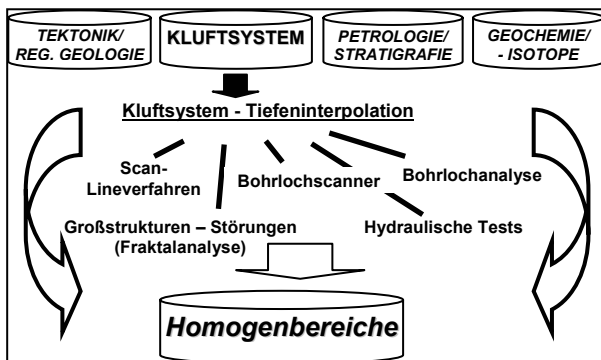 TEKTONIK/
REG. GEOLOGIE
KLUFTSYSTEM
PETROLOGIE/
STRATIGRAFIE
GEOCHEMIE/
- ISOTOPE
Kluftsystem - Tiefeninterpolation
Scan-
Lineverfahren
Bohrlochscanner
Bohrlochanalyse
Großstrukturen – Störungen
(Fraktalanalyse)
Hydraulische Tests
Homogenbereiche